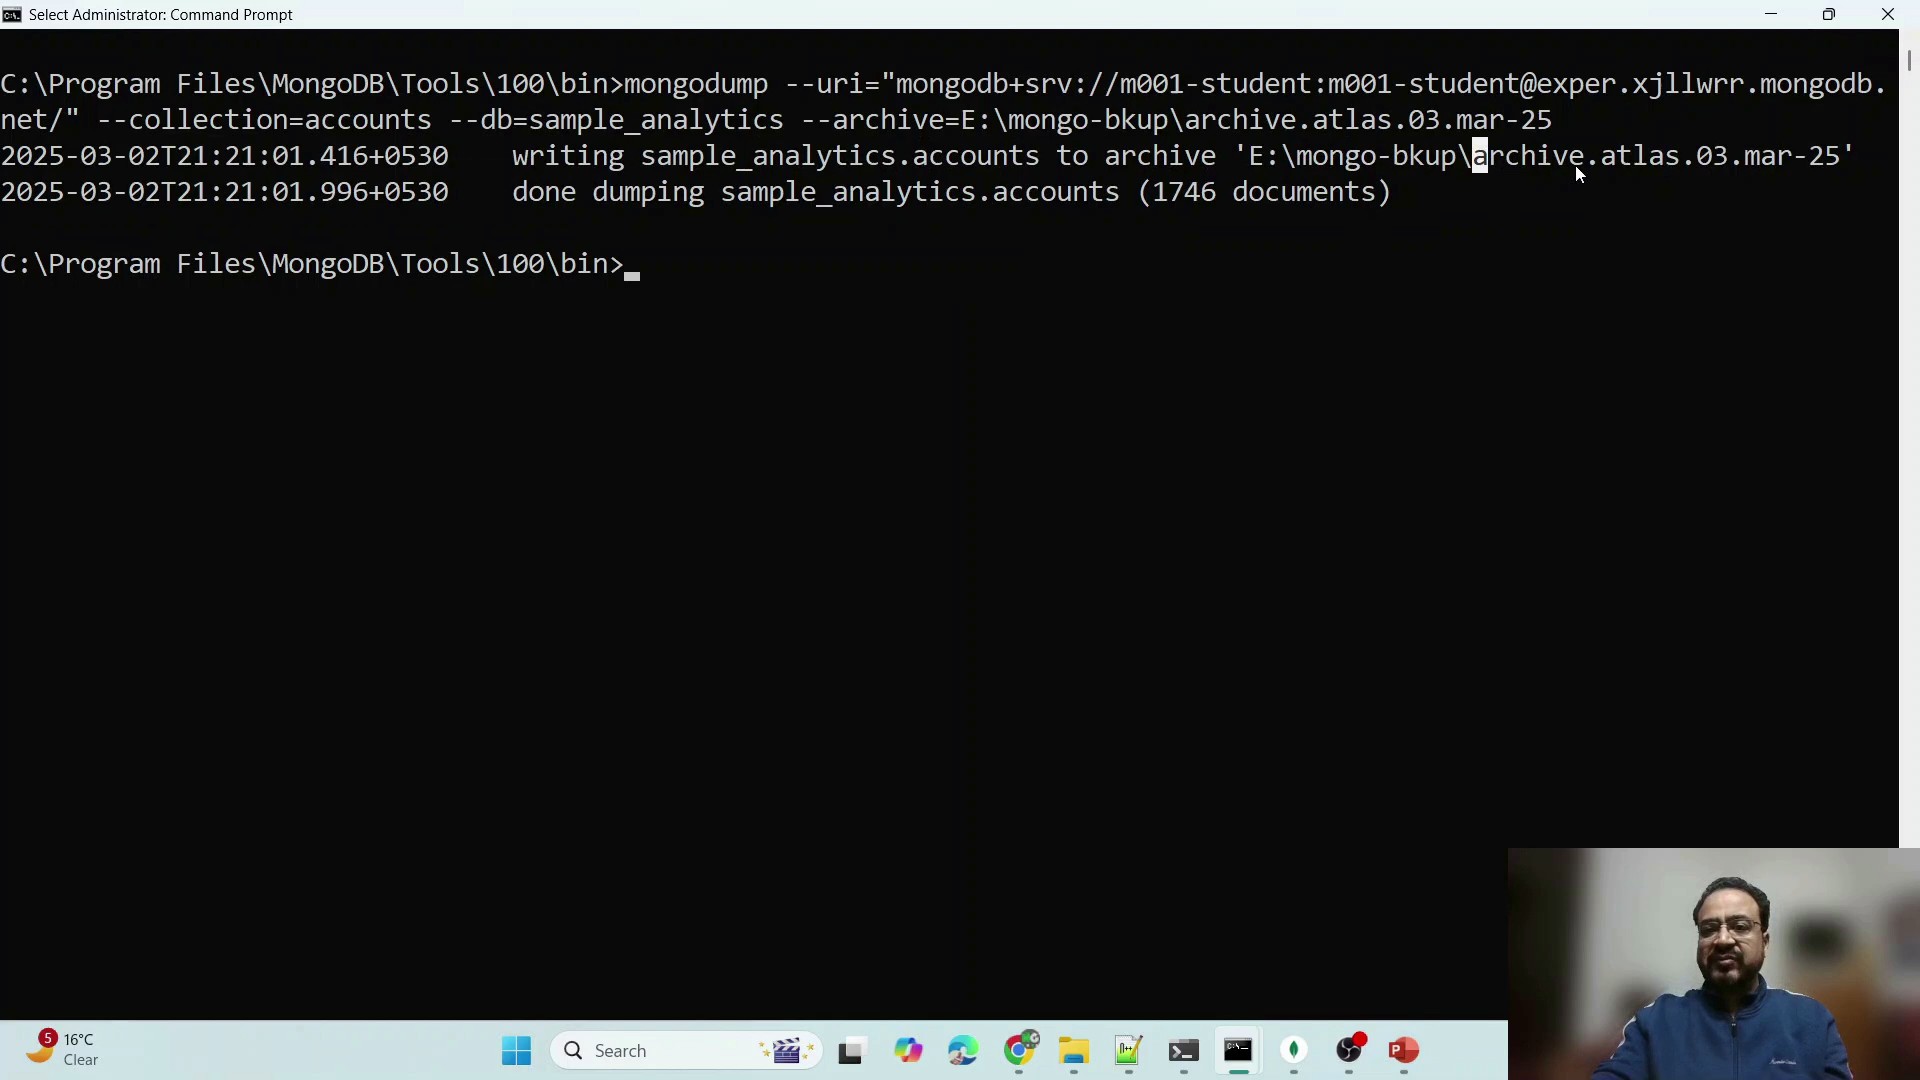 Select Administrator: Command Prompt
C:\Program Files\MongoDB\Tools\100\bin>mongodump --uri="mongodb+srv://m001-student:m001-student@exper.xjllwrr.mongodb.
net/" --collection=accounts --db=sample_analytics --archive=E:\mongo-bkup\archive.atlas.03.mar-25
2025-03-02T21:21:01.416+0530    writing sample_analytics.accounts to archive 'E:\mongo-bkup\archive.atlas.03.mar-25'
2025-03-02T21:21:01.996+0530    done dumping sample_analytics.accounts (1746 documents)
C:\Program Files\MongoDB\Tools\100\bin>
5
16°C
Clear
Search